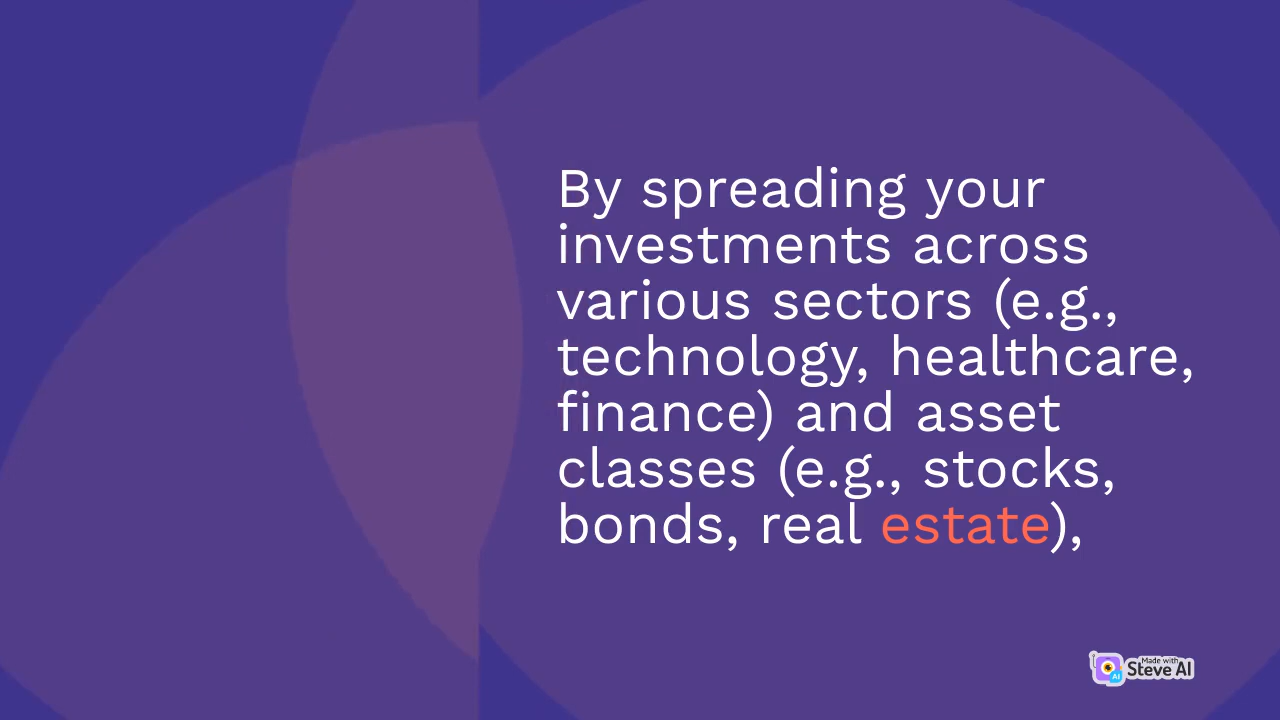 By spreading your
investments across
various sectors (e.g.,
technology, healthcare,
finance) and asset
classes (e.g., stocks,
bonds, real estate),
Made with
Steve AI
AI